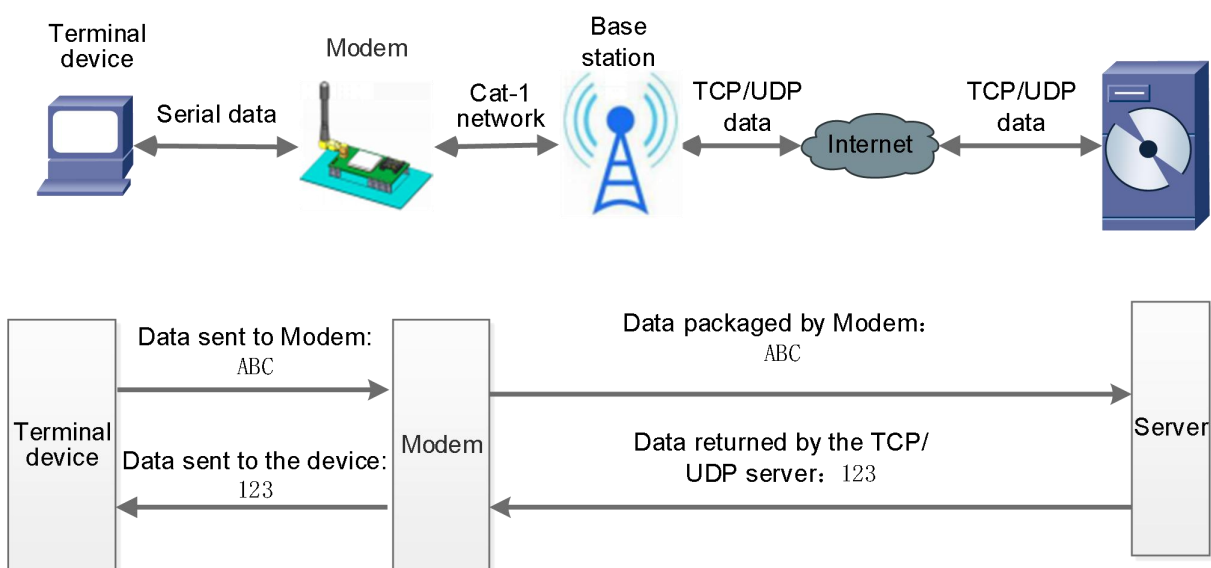 Terminal
device
Serial data
Modem
Cat-1
network
Base
station
TCP/UDP
data
Internet
TCP/UDP
data
Terminal
device
Data sent to Modem:
ABC
Data sent to the device:
123
Modem
Data packaged by Modem：
ABC
Data returned by the TCP/
UDP server：123
Server